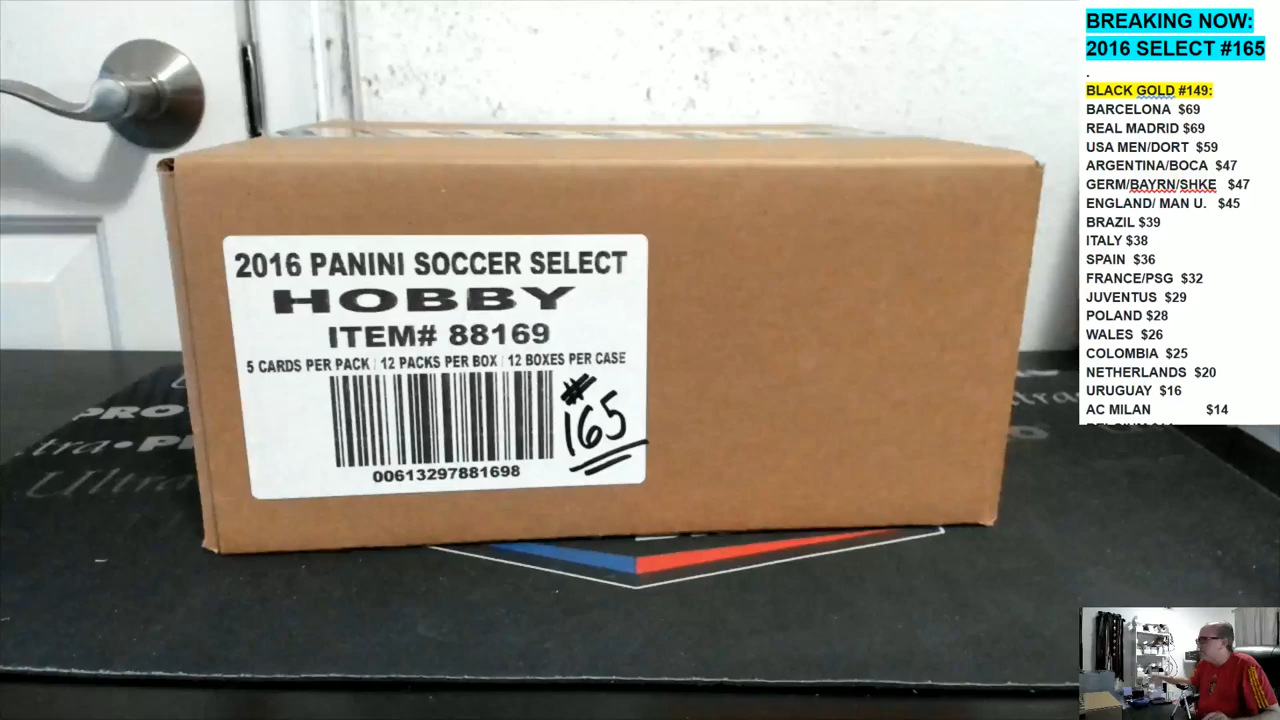 BREAKING NOW:
2016 SELECT #165
.
BLACK GOLD #149:
BARCELONA $69
REAL MADRID $69
USA MEN/DORT $59
ARGENTINA/BOCA $47
GERM/BAYRN/SHKE $47
ENGLAND/ MAN U. $45
BRAZIL $39
ITALY $38
SPAIN $36
FRANCE/PSG $32
JUVENTUS $29
POLAND $28
WALES $26
COLOMBIA $25
NETHERLANDS $20
URUGUAY $16
AC MILAN $14
2016 PANINI SOCCER SELECT
HOBBY
ITEM# 88169
5 CARDS PER PACK / 12 PACKS PER BOX / 12 BOXES PER CASE
#
165
00613297881698
PRO
Ultra